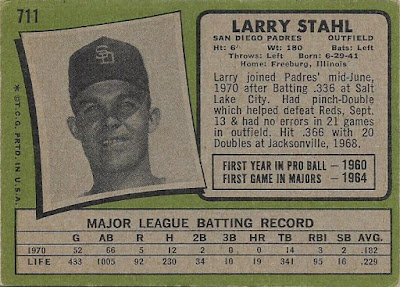 711
LARRY STAHL
SAN DIEGO PADRES OUTFIELD
Ht: 6' Wt: 180 Bats: Left
Throws: Left Born: 6-29-41
Home: Freeburg, Illinois
Larry joined Padres' mid-June,
1970 after Batting .336 at Salt
Lake City. Had pinch-Double
which helped defeat Reds, Sept.
13 & had no errors in 21 games
in outfield. Hit .366 with 20
Doubles at Jacksonville, 1968.
FIRST YEAR IN PRO BALL — 1960
FIRST GAME IN MAJORS — 1964
SD
* ©T.C.G. PRTD. IN U.S.A.
MAJOR LEAGUE BATTING RECORD
G AB R H 2B 3B HR TB RBI SB AVG.
1970 52 66 5 12 2 0 0 14 3 2 .182
LIFE 433 1005 92 230 34 10 19 341 95 16 .229